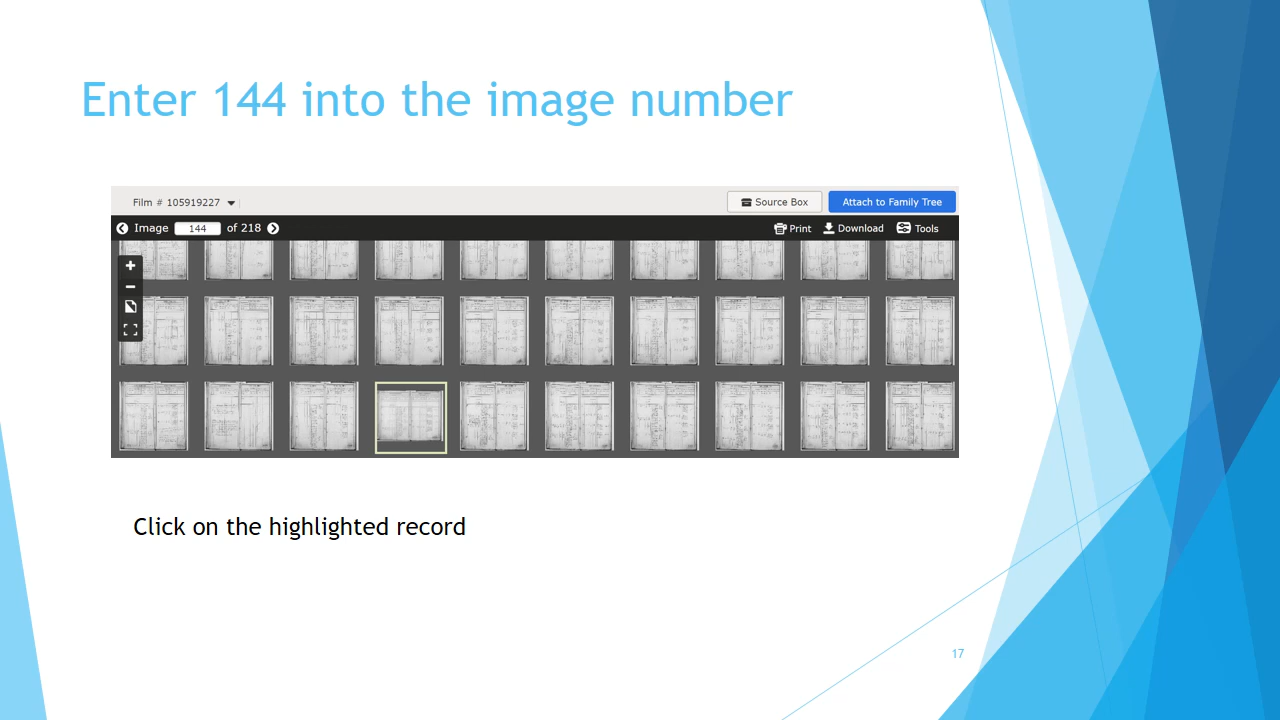 Enter 144 into the image number
Film # 105919227
Source Box
Attach to Family Tree
Image 144 of 218
Print
Download
Tools
Click on the highlighted record
17